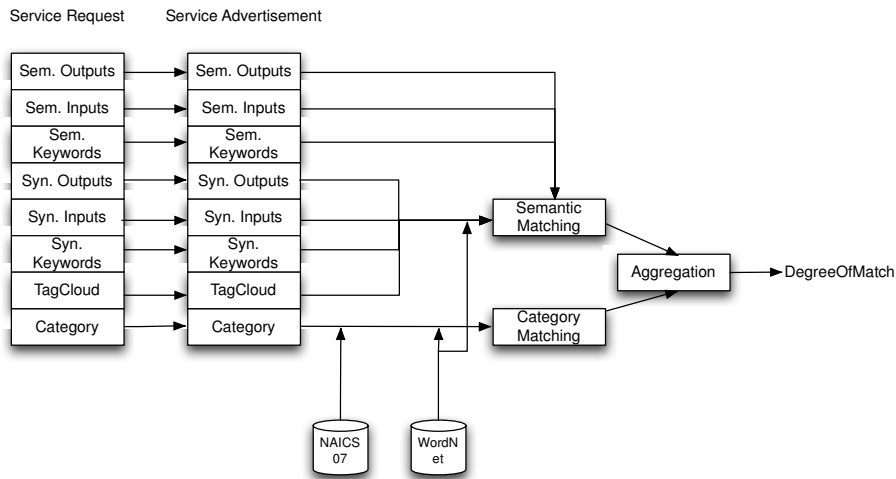 Service Request
Service Advertisement
Sem. Outputs
Sem. Outputs
Sem. Inputs
Sem. Inputs
Sem.
Keywords
Sem.
Keywords
Syn. Outputs
Syn. Outputs
Syn. Inputs
Syn. Inputs
Syn.
Keywords
Syn.
Keywords
TagCloud
TagCloud
Category
Category
Semantic
Matching
Category
Matching
Aggregation
DegreeOfMatch
NAICS
07
WordN
et